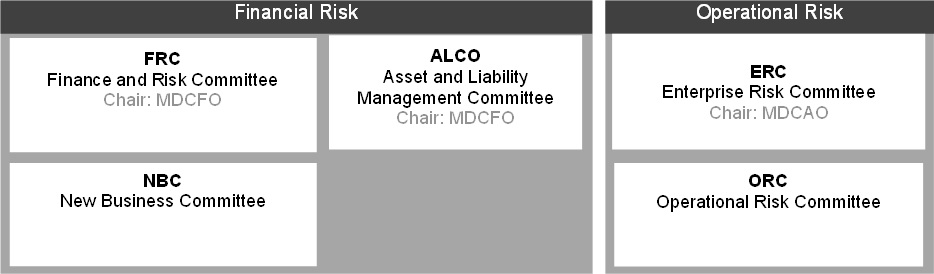 Financial Risk
FRC
Finance and Risk Committee
Chair: MDCFO
ALCO
Asset and Liability
Management Committee
Chair: MDCFO
NBC
New Business Committee
Operational Risk
ERC
Enterprise Risk Committee
Chair: MDCAO
ORC
Operational Risk Committee